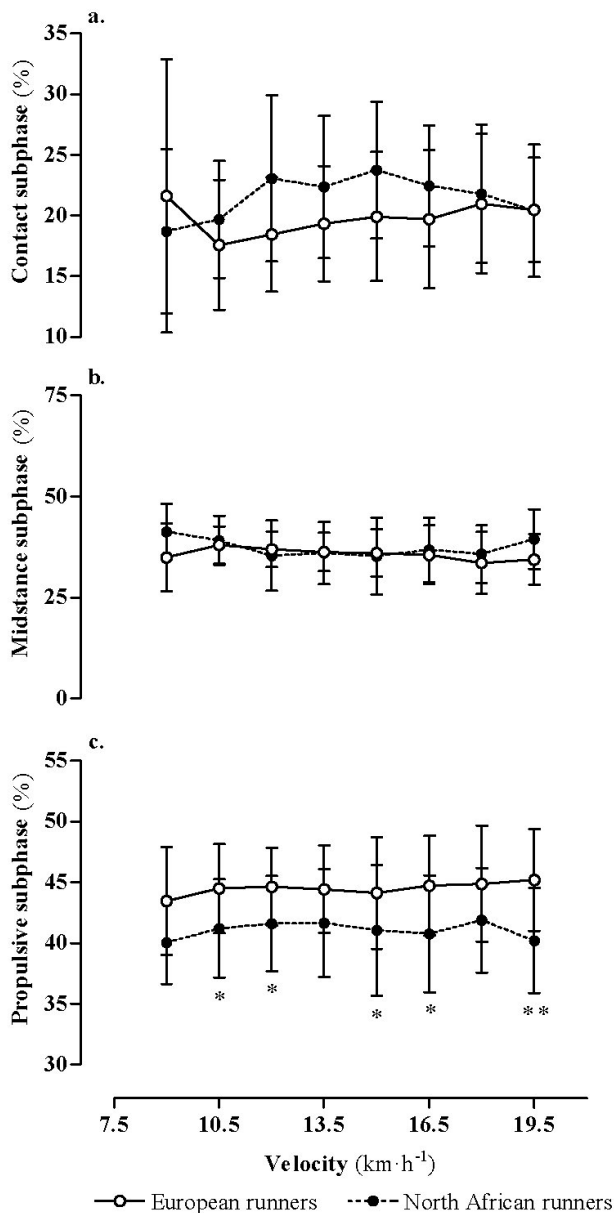 a.
Contact subphase (%)
35
30
25
20
15
10
b.
Midstance subphase (%)
75
50
25
0
c.
Propulsive subphase (%)
55
50
45
40
35
30
* * * * **
7.5 10.5 13.5 16.5 19.5
Velocity (km·h⁻¹)
European runners North African runners